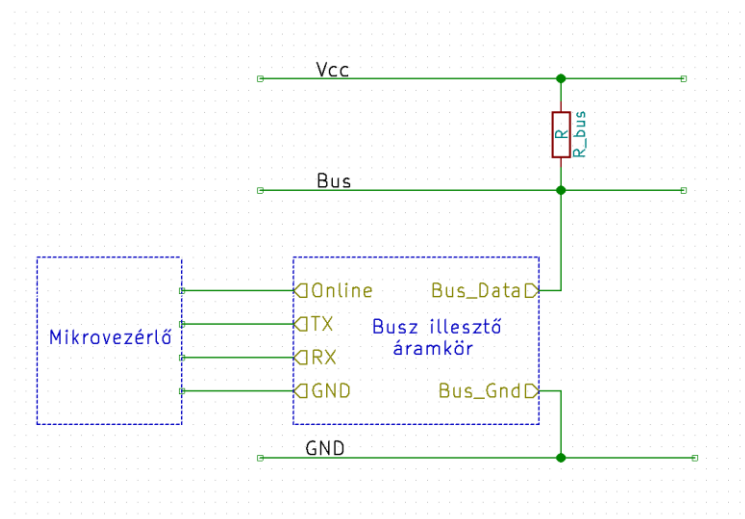 Vcc
R
R_bus
Bus
Mikrovezérlő
Online
Bus_Data
TX
Busz illesztő
áramkör
RX
GND
Bus_Gnd
GND